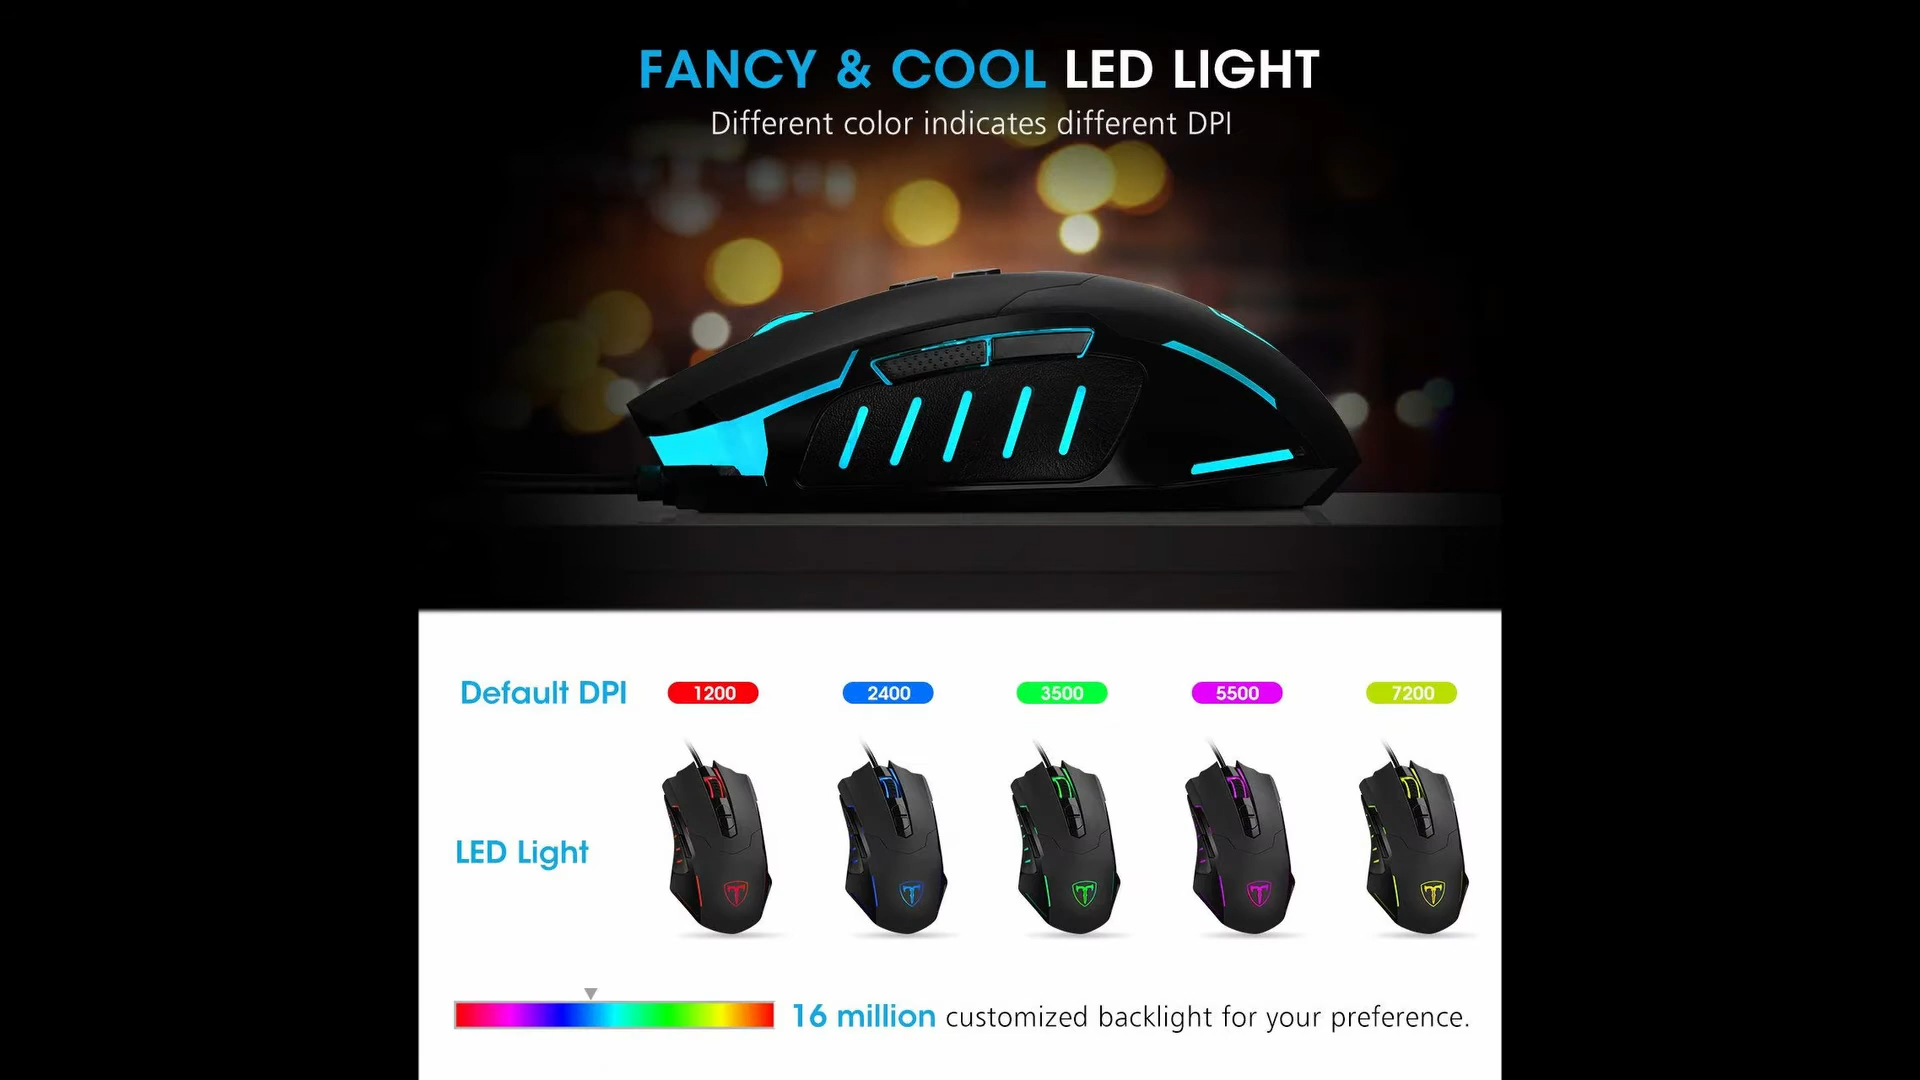 FANCY & COOL LED LIGHT
Different color indicates different DPI
Default DPI 1200 2400 3500 5500 7200
LED Light
16 million customized backlight for your preference.